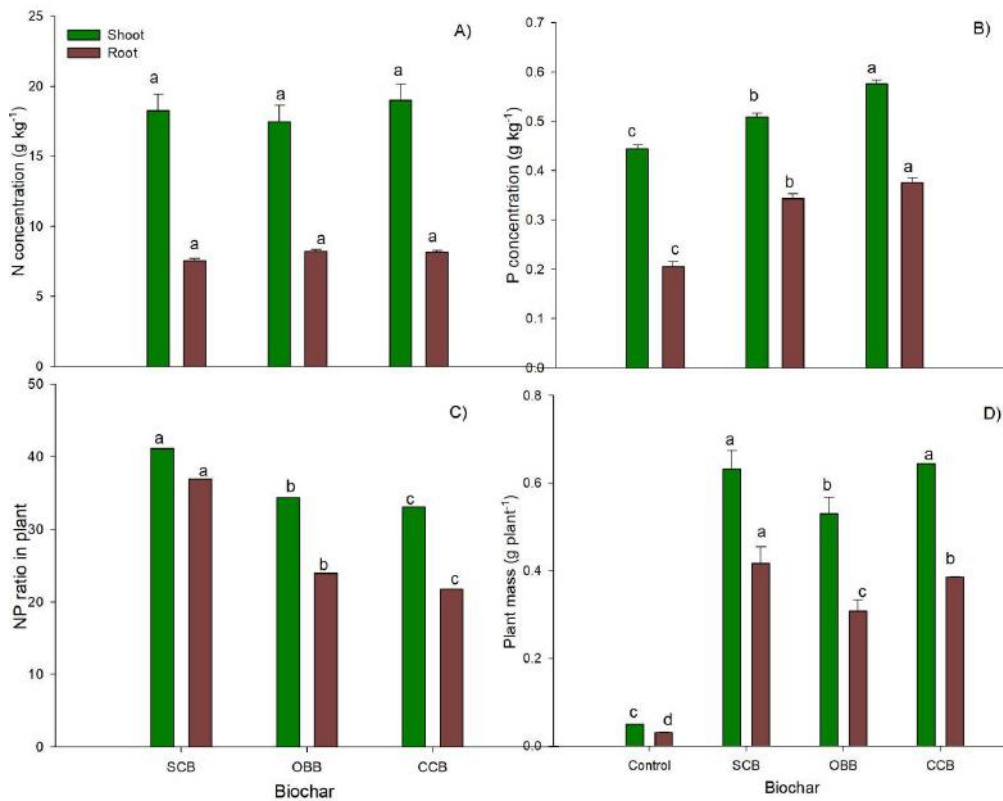 25
20
15
10
5
0
N concentration (g kg-1)
Shoot
Root
A)
a
a
a
a
a
a
0.7
0.6
0.5
0.4
0.3
0.2
0.1
0.0
P concentration (g kg-1)
B)
c
c
b
b
a
a
50
40
30
20
10
0
NP ratio in plant
C)
a
a
b
b
c
c
SCB OBB CCB
Biochar
0.8
0.6
0.4
0.2
0.0
Plant mass (g plant-1)
D)
c
d
a
a
b
c
a
b
Control SCB OBB CCB
Biochar